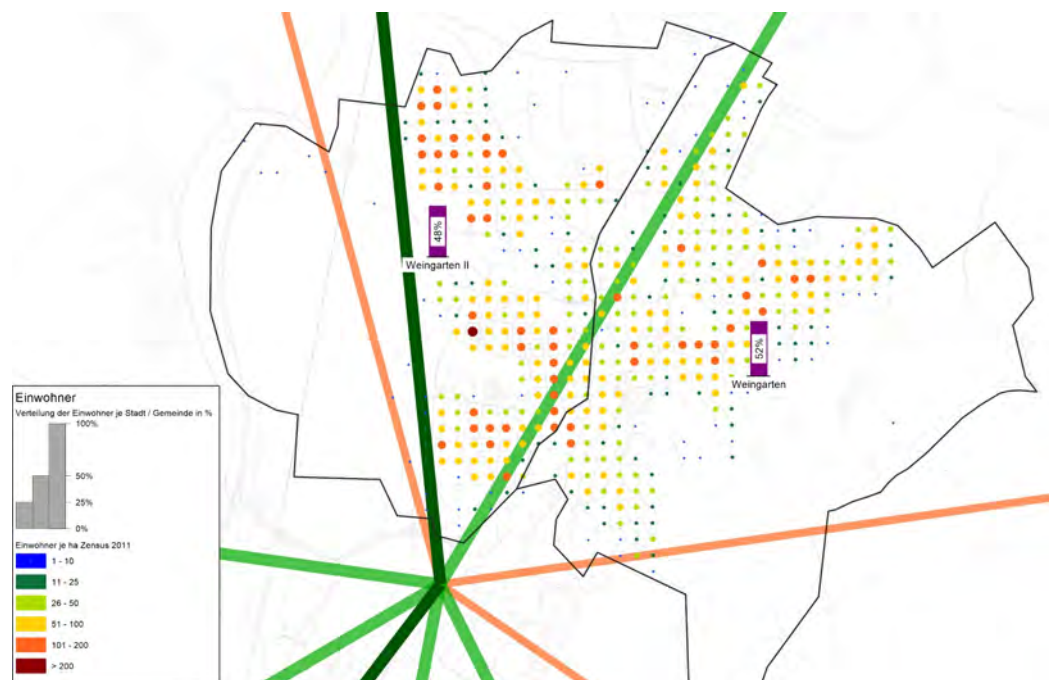 48%
Weingarten II
52%
Weingarten
Einwohner
Verteilung der Einwohner je Stadt / Gemeinde in %
100%
50%
25%
0%
Einwohner je ha Zensus 2011
1 - 10
11 - 25
26 - 50
51 - 100
101 - 200
> 200